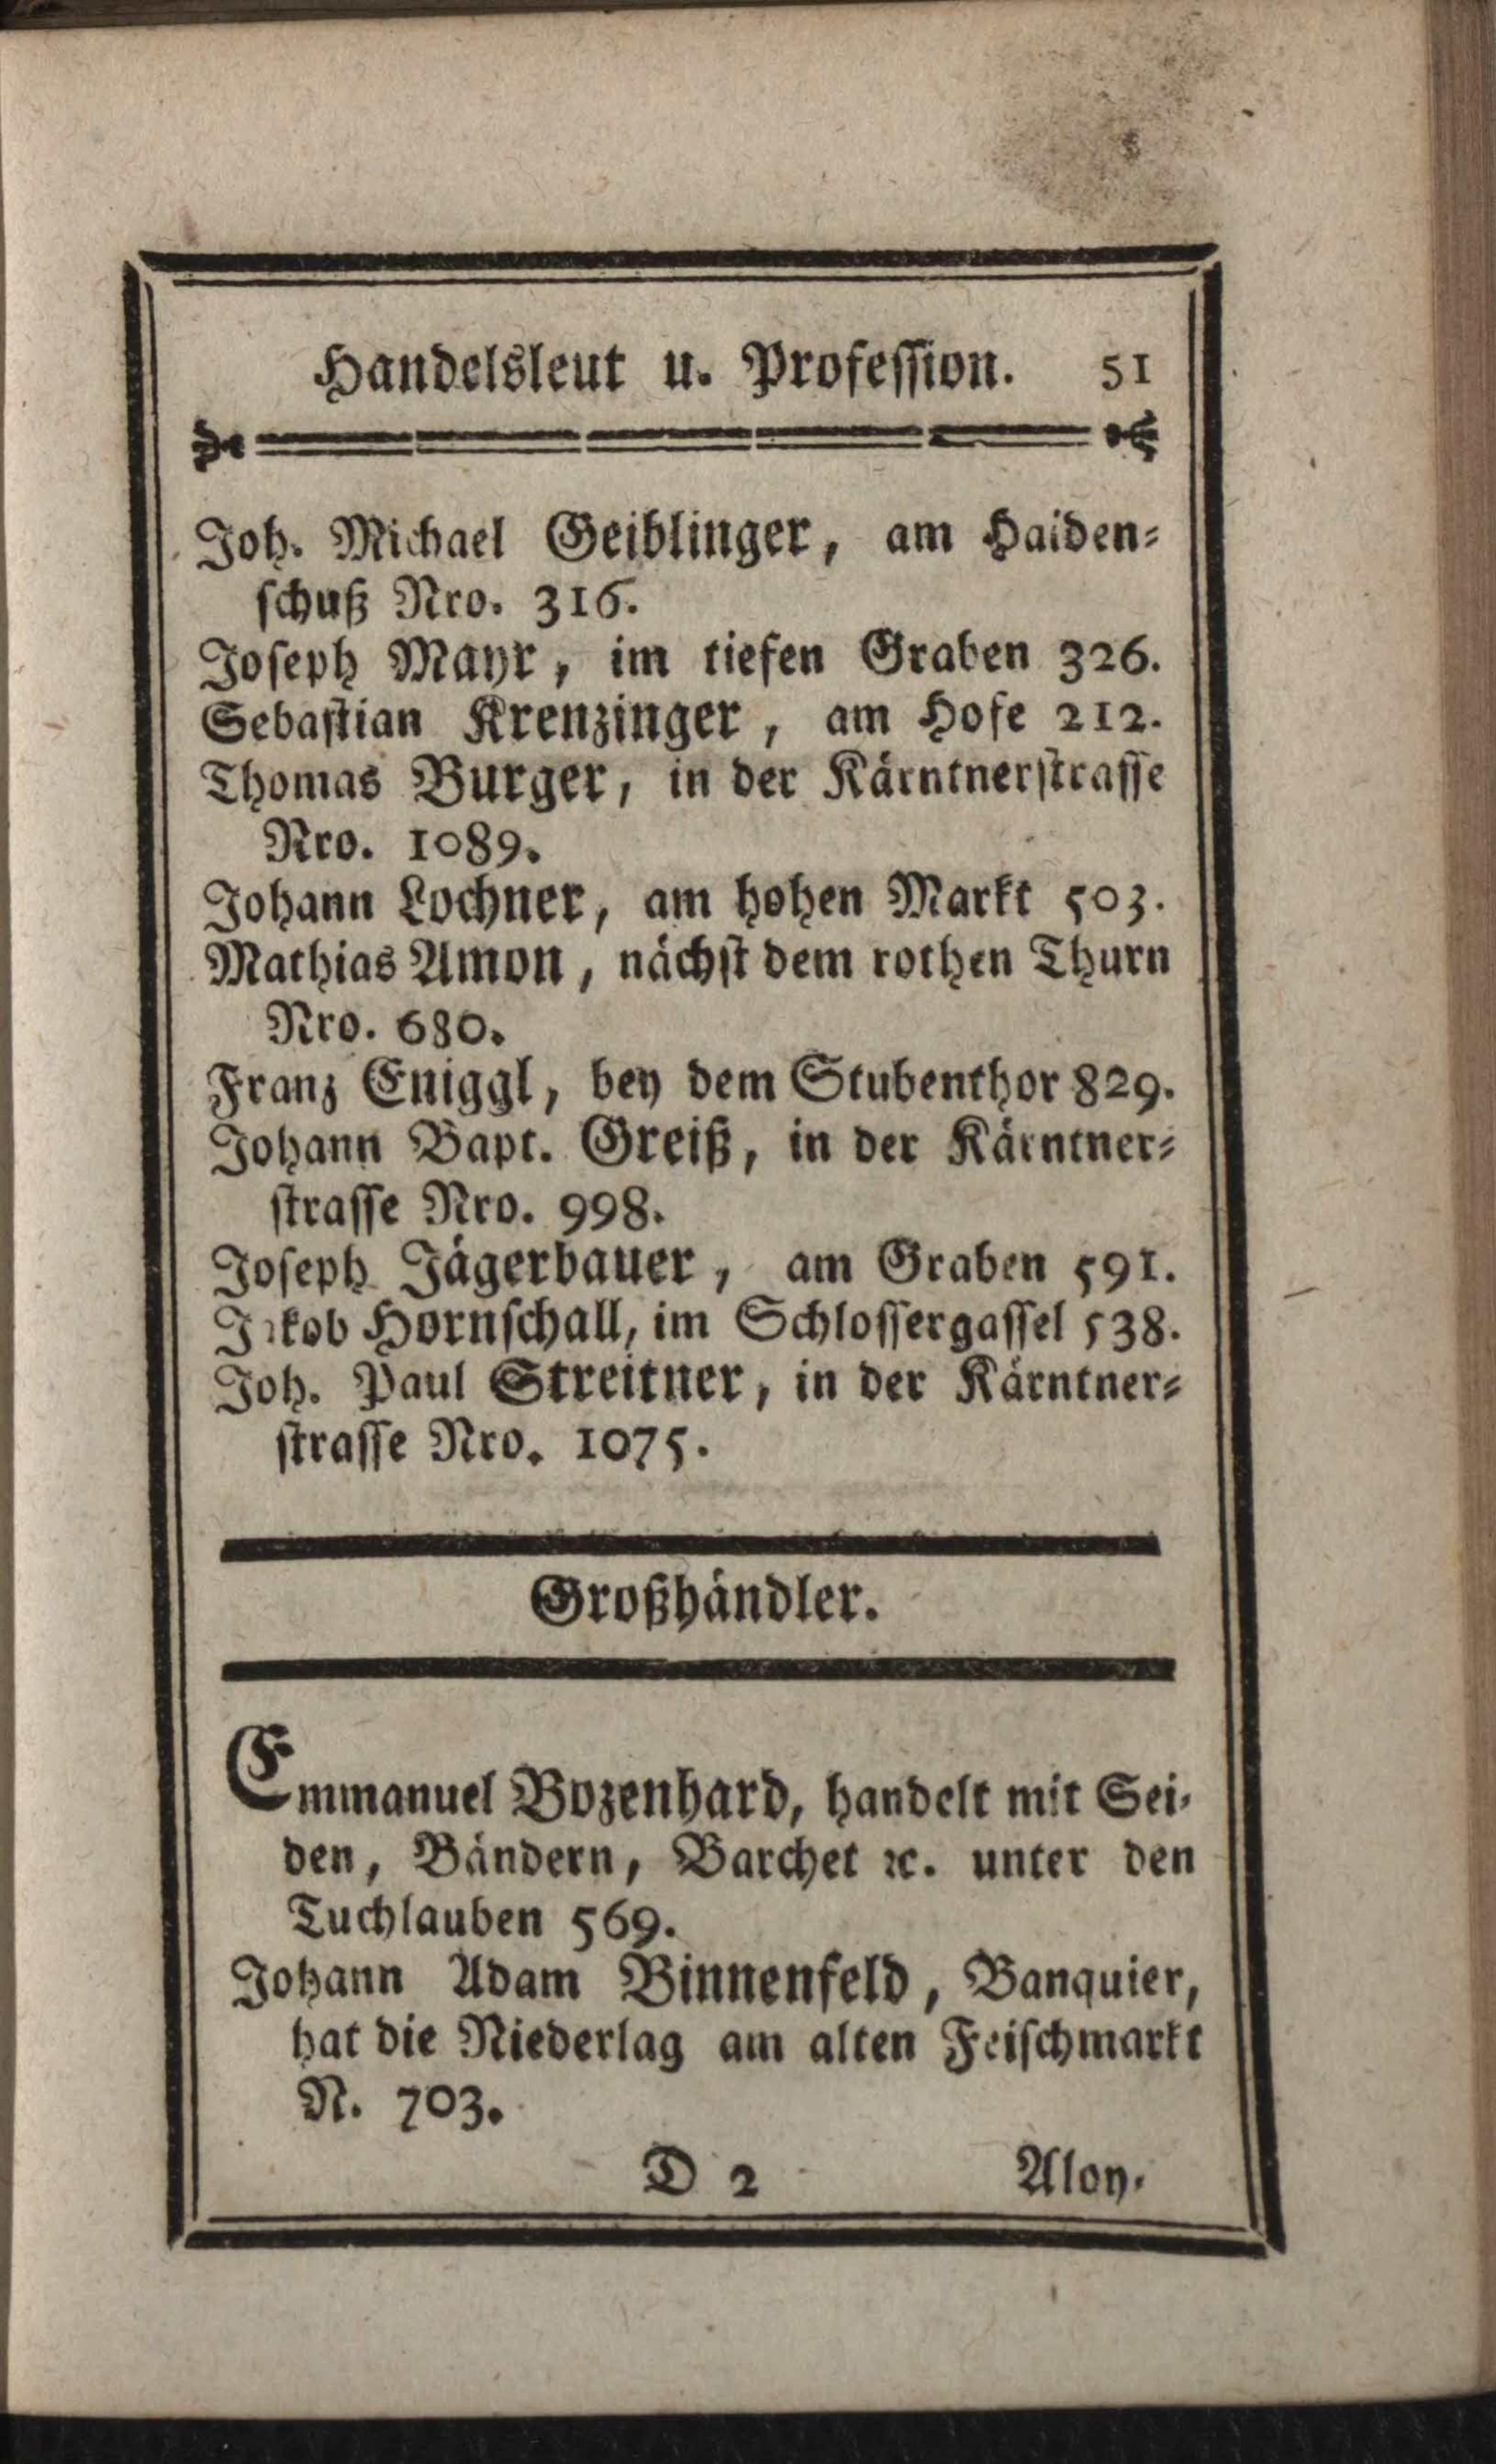 Handelsleut u. Profession. 51
Joh. Michael Geiblinger, am Haiden-
schuß Nro. 316.
Joseph Mayr, im tiefen Graben 326.
Sebastian Krenzinger, am Hofe 212.
Thomas Burger, in der Kärntnerstrasse
Nro. 1089.
Johann Lochner, am hohen Markt 503.
Mathias Amon, nächst dem rothen Thurn
Nro. 680.
Franz Eniggl, bey dem Stubenthor 829.
Johann Bapt. Greiß, in der Kärntner-
strasse Nro. 998.
Joseph Jägerbauer, am Graben 591.
Jakob Hornschall, im Schlossergassel 538.
Joh. Paul Streitner, in der Kärntner-
strasse Nro. 1075.
Großhändler.
Emmanuel Bozenhard, handelt mit Sei-
den, Bändern, Barchet ꝛc. unter den
Tuchlauben 569.
Johann Adam Binnenfeld, Banquier,
hat die Niederlag am alten Feischmarkt
N. 703.
D 2 Aloy-